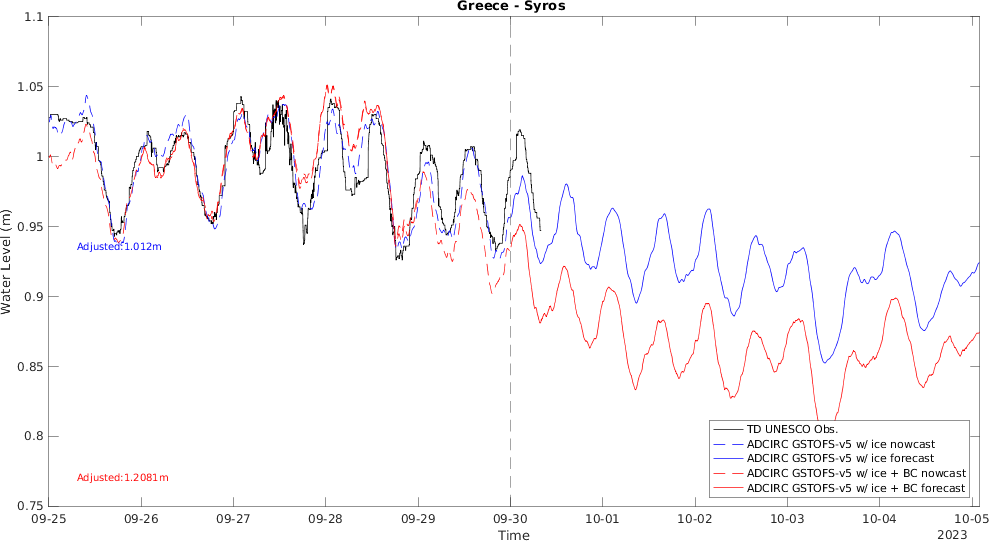 Greece - Syros
1.1
1.05
1
0.95
0.9
0.85
0.8
0.75
Water Level (m)
Adjusted:1.012m
Adjusted:1.2081m
TD UNESCO Obs.
ADCIRC GSTOFS-v5 w/ ice nowcast
ADCIRC GSTOFS-v5 w/ ice forecast
ADCIRC GSTOFS-v5 w/ ice + BC nowcast
ADCIRC GSTOFS-v5 w/ ice + BC forecast
09-25 09-26 09-27 09-28 09-29 09-30 10-01 10-02 10-03 10-04 10-05
Time
2023